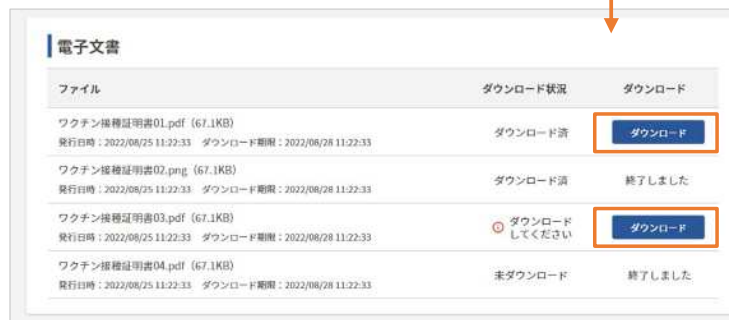 電子文書
ファイル ダウンロード状況 ダウンロード
ワクチン接種証明書01.pdf（67.1KB）
発行日時：2022/08/25 11:22:33 ダウンロード期限：2022/08/28 11:22:33
ダウンロード済 ダウンロード
ワクチン接種証明書02.png（67.1KB）
発行日時：2022/08/25 11:22:33 ダウンロード期限：2022/08/28 11:22:33
ダウンロード済 終了しました
ワクチン接種証明書03.pdf（67.1KB）
発行日時：2022/08/25 11:22:33 ダウンロード期限：2022/08/28 11:22:33
ダウンロード
してください
ダウンロード
ワクチン接種証明書04.pdf（67.1KB）
発行日時：2022/08/25 11:22:33 ダウンロード期限：2022/08/28 11:22:33
未ダウンロード 終了しました